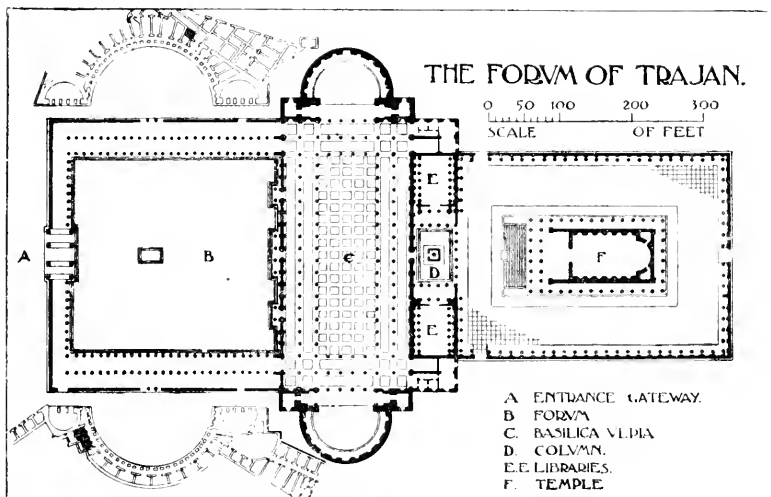 THE FORVM OF TRAJAN.
0 50 100 200 300
SCALE OF FEET
E
A
B
C
D
F
E
A ENTRANCE GATEWAY.
B FORVM
C. BASILICA VLPIA
D. COLVMN.
E.E LIBRARIES.
F. TEMPLE